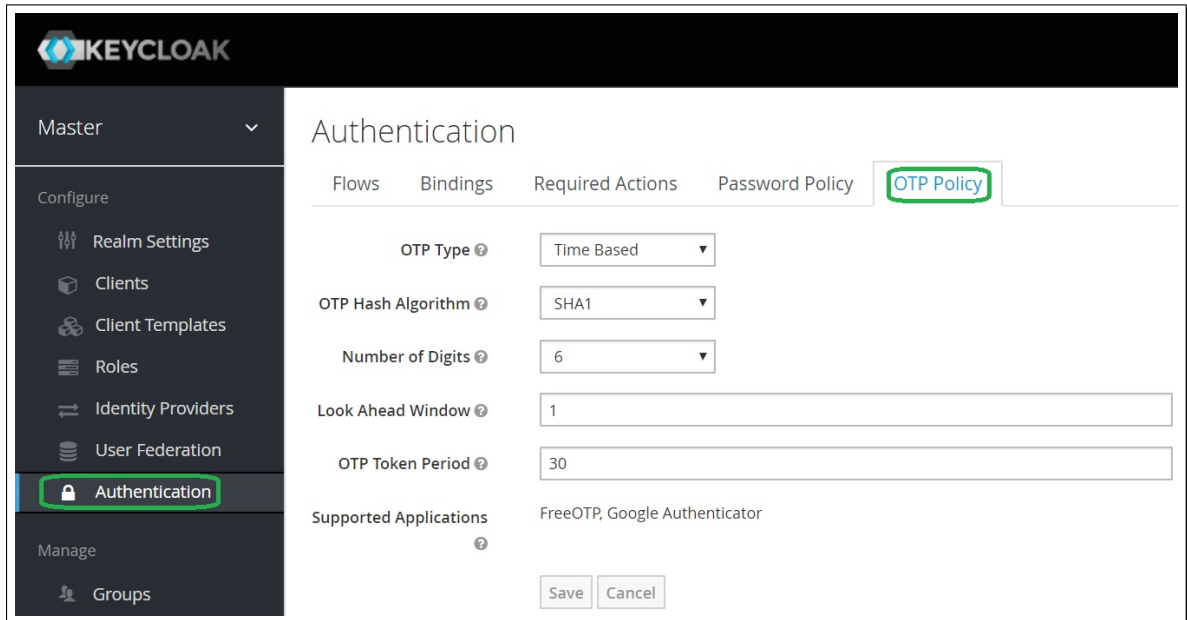 KEYCLOAK
Master
Configure
Realm Settings
Clients
Client Templates
Roles
Identity Providers
User Federation
Authentication
Manage
Groups
Authentication
Flows Bindings Required Actions Password Policy OTP Policy
OTP Type Time Based
OTP Hash Algorithm SHA1
Number of Digits 6
Look Ahead Window 1
OTP Token Period 30
Supported Applications FreeOTP, Google Authenticator
Save Cancel